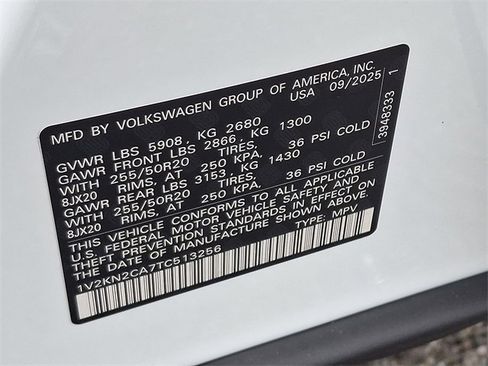 MFD BY VOLKSWAGEN GROUP OF AMERICA, INC.
USA 09/2025
GVWR LBS 5908, KG 2680
GAWR FRONT LBS 2866, KG 1300
WITH 255/50R20 TIRES,
8JX20 RIMS, AT 250 KPA, 36 PSI COLD
GAWR REAR LBS 3153, KG 1430
WITH 255/50R20 TIRES,
8JX20 RIMS, AT 250 KPA, 36 PSI COLD
THIS VEHICLE CONFORMS TO ALL APPLICABLE
U.S. FEDERAL MOTOR VEHICLE SAFETY AND
THEFT PREVENTION STANDARDS IN EFFECT ON
THE DATE OF MANUFACTURE SHOWN ABOVE.
1V2KN2CA7TC513256 TYPE: MPV
3948333 1